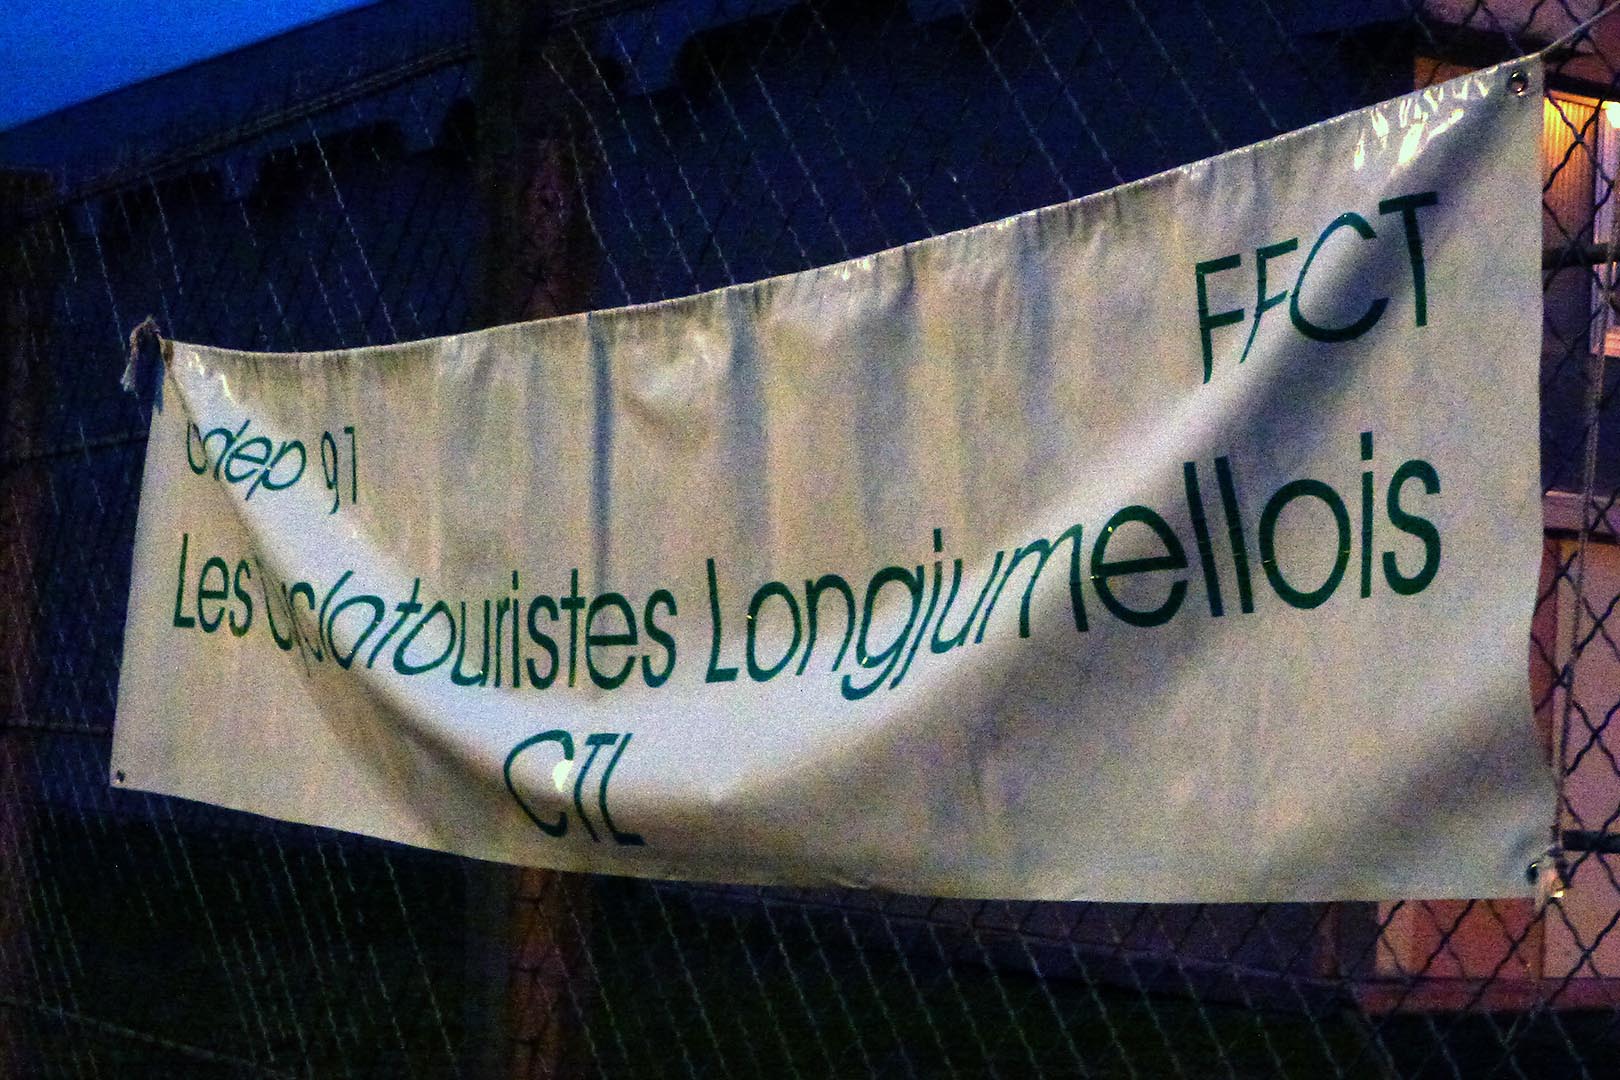 codep 91 FFCT
Les cyclotouristes Longjumellois
CTL